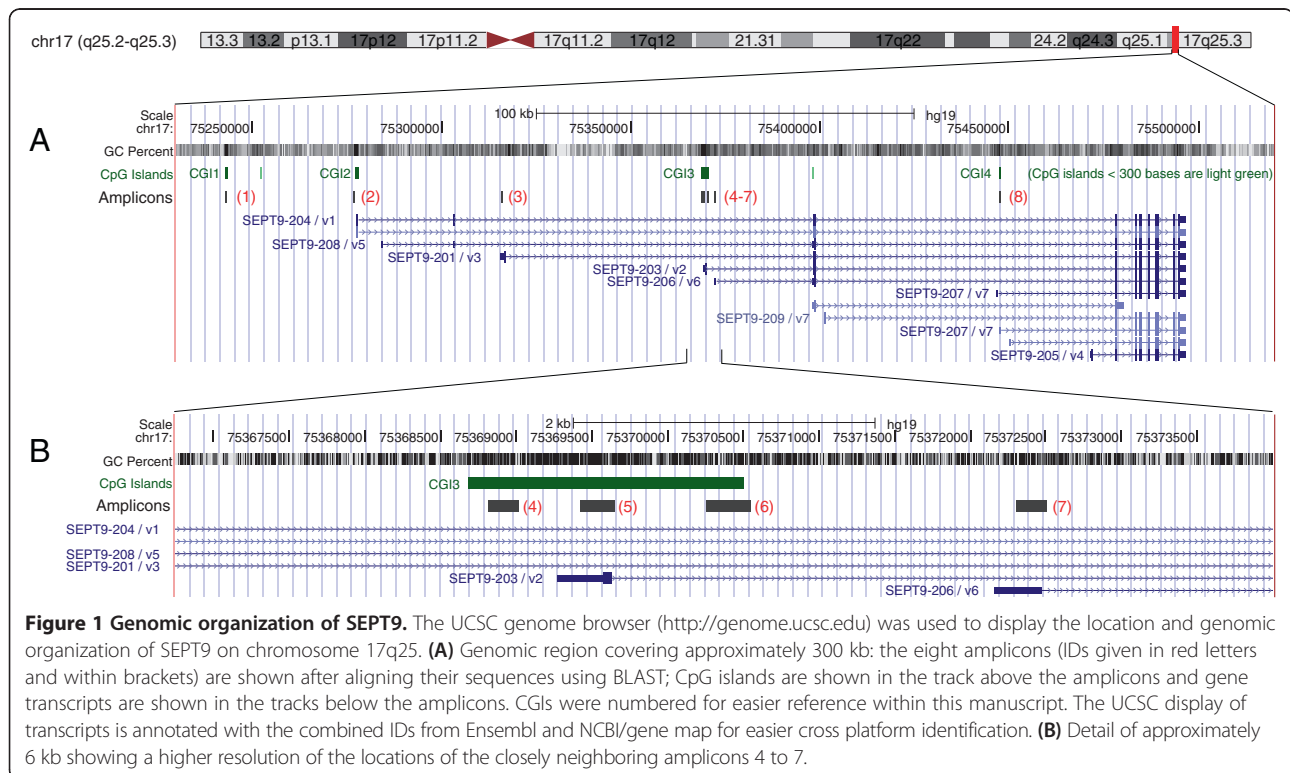 chr17 (q25.2-q25.3) 13.3 13.2 p13.1 17p12 17p11.2 17q11.2 17q12 21.31 17q22 24.2 q24.3 q25.1 17q25.3
A
Scale 100 kb hg19
chr17: 75250000 75300000 75350000 75400000 75450000 75500000
GC Percent
CpG Islands CGI1 CGI2 CGI3 CGI4 (CpG islands < 300 bases are light green)
Amplicons (1) (2) (3) (4-7) (8)
SEPT9-204 / v1
SEPT9-208 / v5
SEPT9-201 / v3
SEPT9-203 / v2
SEPT9-206 / v6
SEPT9-207 / v7
SEPT9-209 / v7
SEPT9-207 / v7
SEPT9-205 / v4
B
Scale 2 kb hg19
chr17: 75367500 75368000 75368500 75369000 75369500 75370000 75370500 75371000 75371500 75372000 75372500 75373000 75373500
GC Percent
CpG Islands CGI3
Amplicons (4) (5) (6) (7)
SEPT9-204 / v1
SEPT9-208 / v5
SEPT9-201 / v3
SEPT9-203 / v2
SEPT9-206 / v6
Figure 1 Genomic organization of SEPT9. The UCSC genome browser (http://genome.ucsc.edu) was used to display the location and genomic
organization of SEPT9 on chromosome 17q25. (A) Genomic region covering approximately 300 kb: the eight amplicons (IDs given in red letters
and within brackets) are shown after aligning their sequences using BLAST; CpG islands are shown in the track above the amplicons and gene
transcripts are shown in the tracks below the amplicons. CGIs were numbered for easier reference within this manuscript. The UCSC display of
transcripts is annotated with the combined IDs from Ensembl and NCBI/gene map for easier cross platform identification. (B) Detail of approximately
6 kb showing a higher resolution of the locations of the closely neighboring amplicons 4 to 7.